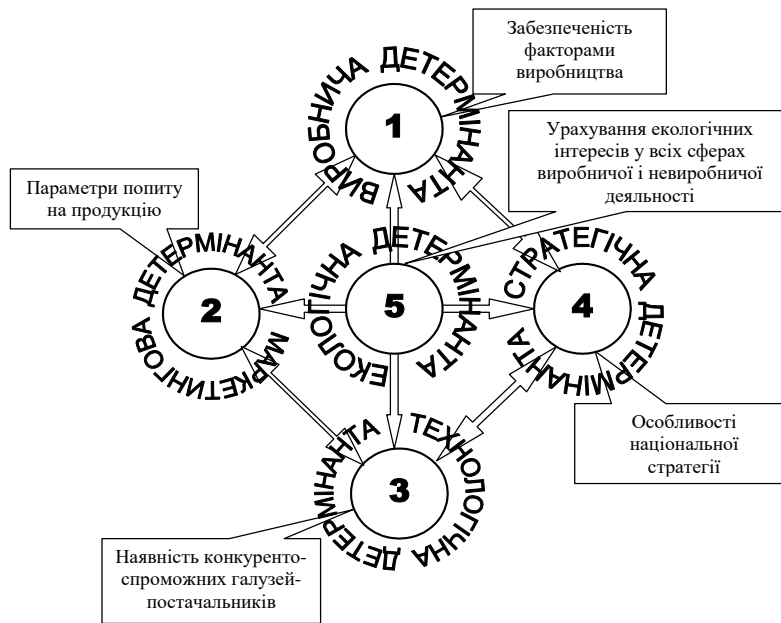 Забезпеченість
факторами
виробництва
ВИРОБНИЧА ДЕТЕРМІНАНТА
1
Урахування екологічних
інтересів у всіх сферах
виробничої і невиробничої
деяльності
Параметри попиту
на продукцію
МАРКЕТИНГОВА ДЕТЕРМІНАНТА
2
ЕКОЛОГІЧНА ДЕТЕРМІНАНТА
5
СТРАТЕГІЧНА ДЕТЕРМІНАНТА
4
Особливості
національної
стратегії
ТЕХНОЛОГІЧНА ДЕТЕРМІНАНТА
3
Наявність конкуренто-
спроможних галузей-
постачальників